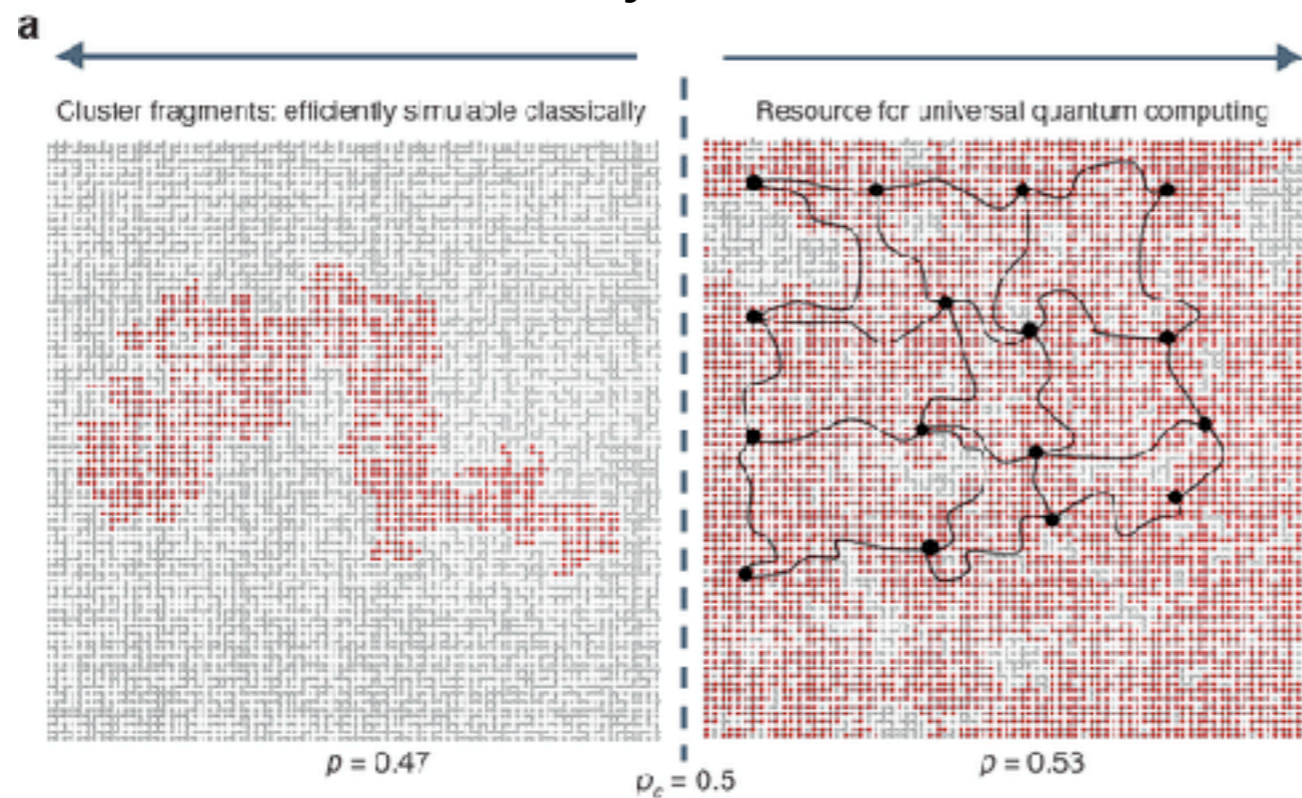 a
Cluster fragments: efficiently simulable classically
Resource for universal quantum computing
p = 0.47
p = 0.53
pc = 0.5